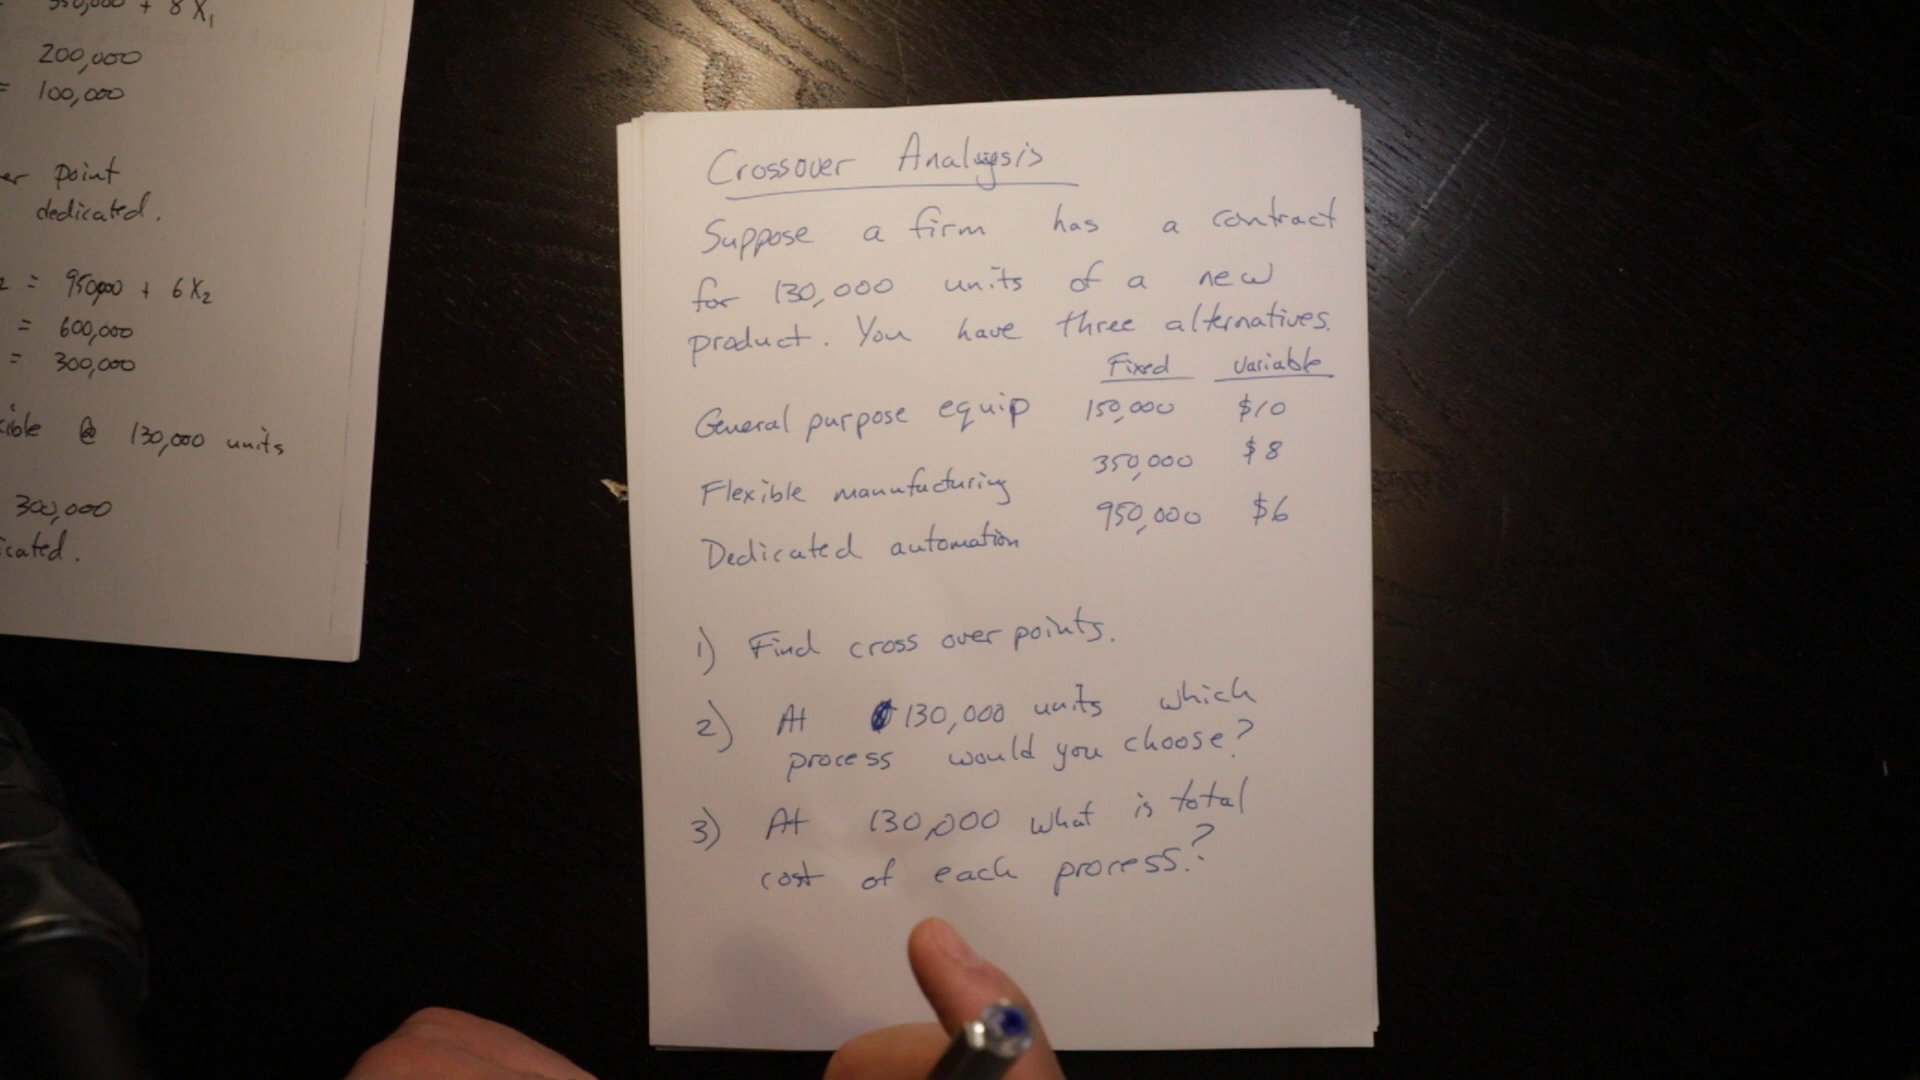 350,000 + 8X1
200,000
= 100,000
point
dedicated.
= 950,000 + 6X2
= 600,000
= 300,000
@ 130,000 units
300,000
Crossover Analysis
Suppose a firm has a contract
for 130,000 units of a new
product. You have three alternatives.
Fixed Variable
General purpose equip 150,000 $10
Flexible manufacturing 350,000 $8
Dedicated automation 950,000 $6
1) Find cross over points.
2) At 130,000 units which
process would you choose?
3) At 130,000 what is total
cost of each process?